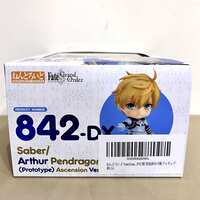 ねんどろいど
Fate/Grand Order
PRODUCT NUMBER
842-DX
Saber/
Arthur Pendragon
(Prototype) Ascension Ver